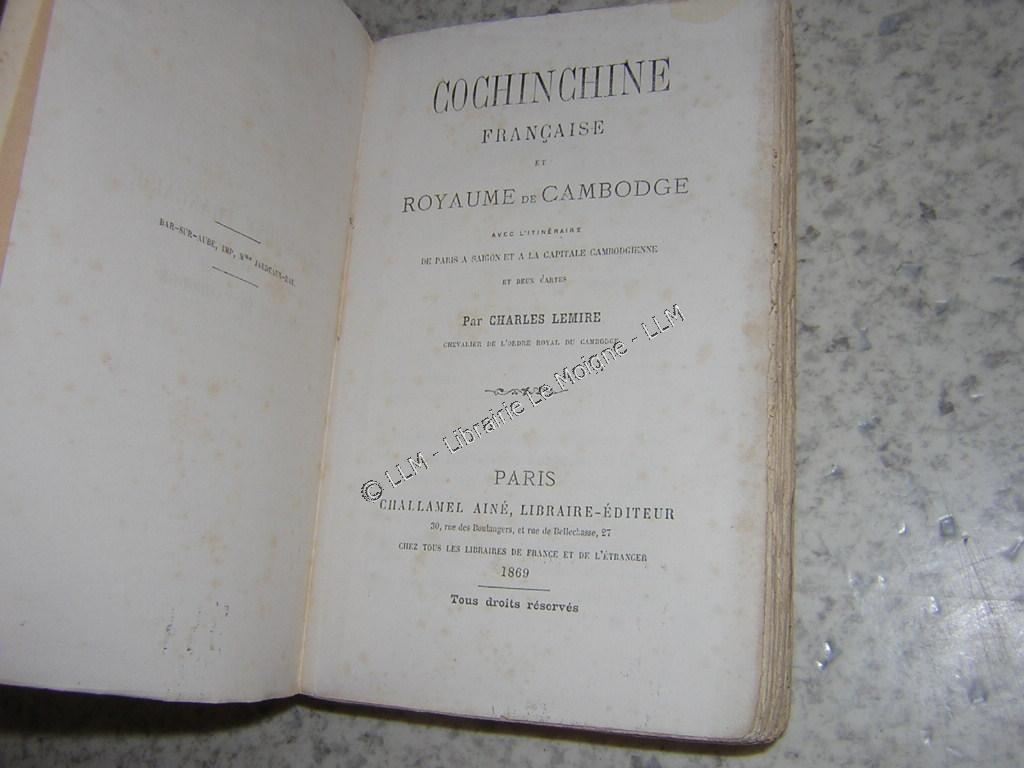 BAR-SUR-AUBE, IMP. Mme JARDEAUX-RAY.
COCHINCHINE
FRANÇAISE
ET
ROYAUME DE CAMBODGE
AVEC L'ITINÉRAIRE
DE PARIS A SAIGON ET A LA CAPITALE CAMBODGIENNE
ET DEUX CARTES
Par CHARLES LEMIRE
CHEVALIER DE L'ORDRE ROYAL DU CAMBODGE
© LLM - Librairie Le Moigne - LLM
PARIS
CHALLAMEL AINÉ, LIBRAIRE-ÉDITEUR
30, rue des Boulangers, et rue de Bellechasse, 27
CHEZ TOUS LES LIBRAIRES DE FRANCE ET DE L'ÉTRANGER
1869
Tous droits réservés